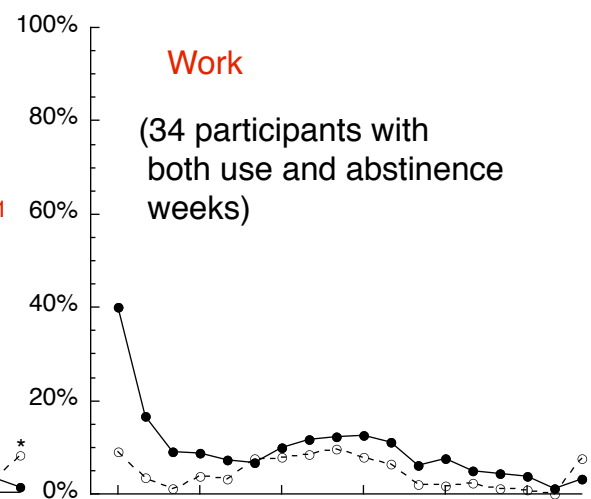 100%
Work
80%
(34 participants with
both use and abstinence
weeks)
60%
40%
20%
*
0%